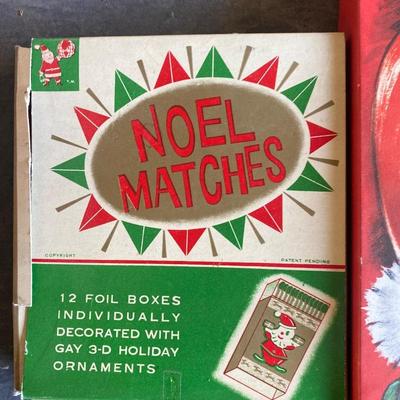 T.M.
NOEL
MATCHES
COPYRIGHT
PATENT PENDING
12 FOIL BOXES
INDIVIDUALLY
DECORATED WITH
GAY 3-D HOLIDAY
ORNAMENTS